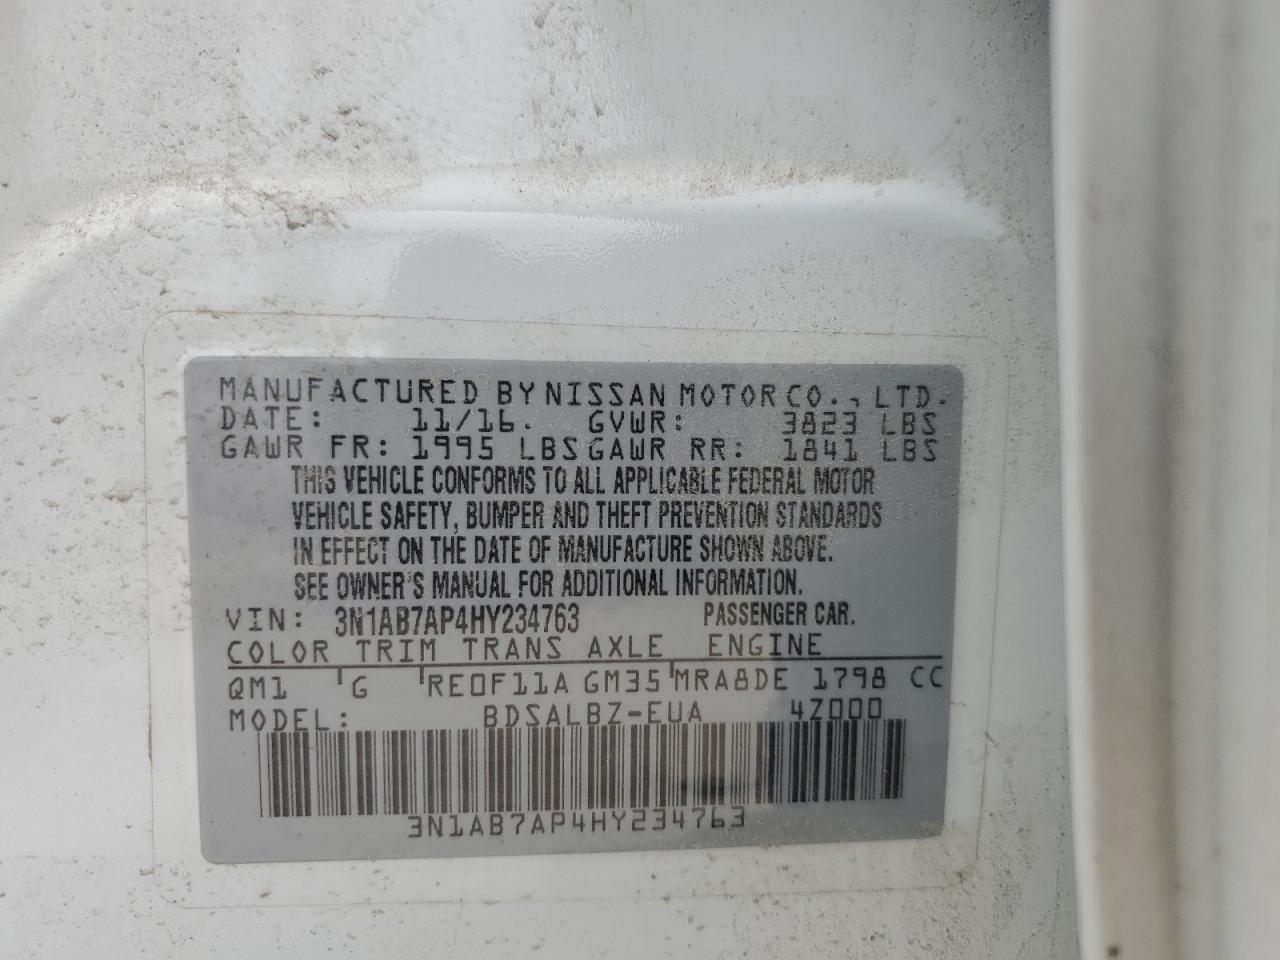 MANUFACTURED BY NISSAN MOTOR CO., LTD.
DATE: 11/16. GVWR: 3823 LBS
GAWR FR: 1995 LBS GAWR RR: 1841 LBS
THIS VEHICLE CONFORMS TO ALL APPLICABLE FEDERAL MOTOR
VEHICLE SAFETY, BUMPER AND THEFT PREVENTION STANDARDS
IN EFFECT ON THE DATE OF MANUFACTURE SHOWN ABOVE.
SEE OWNER'S MANUAL FOR ADDITIONAL INFORMATION.
VIN: 3N1AB7AP4HY234763 PASSENGER CAR.
COLOR TRIM TRANS AXLE ENGINE
QM1 G RE0F11A GM35 MRA8DE 1798 CC
MODEL: BDSALBZ-EUA 4Z000
3N1AB7AP4HY234763